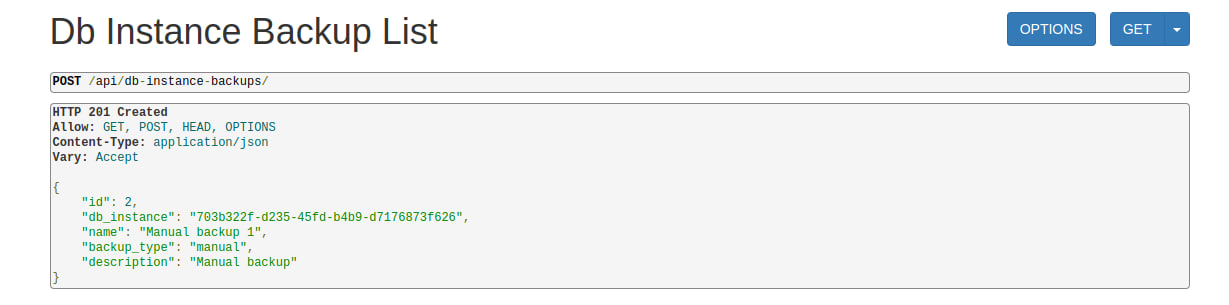 Db Instance Backup List
OPTIONS
GET
POST /api/db-instance-backups/
HTTP 201 Created
Allow: GET, POST, HEAD, OPTIONS
Content-Type: application/json
Vary: Accept
{
"id": 2,
"db_instance": "703b322f-d235-45fd-b4b9-d7176873f626",
"name": "Manual backup 1",
"backup_type": "manual",
"description": "Manual backup"
}